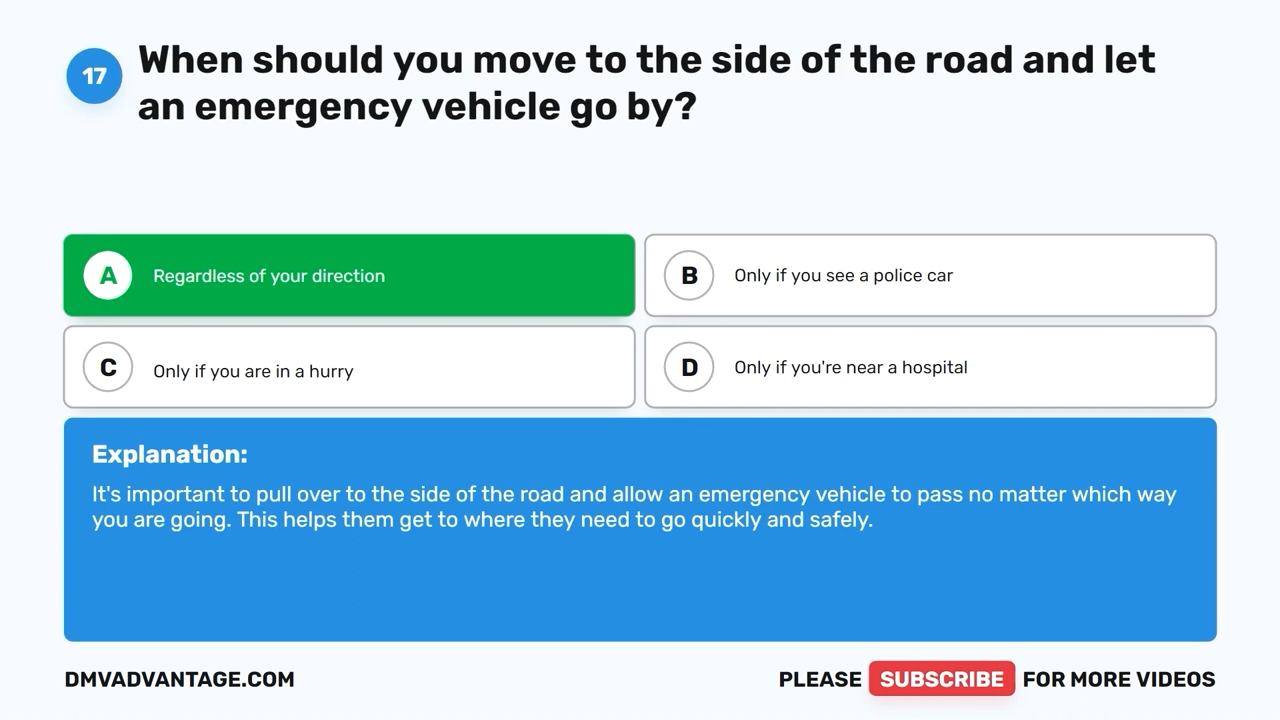 17
When should you move to the side of the road and let
an emergency vehicle go by?
A Regardless of your direction
B Only if you see a police car
C Only if you are in a hurry
D Only if you're near a hospital
Explanation:
It's important to pull over to the side of the road and allow an emergency vehicle to pass no matter which way
you are going. This helps them get to where they need to go quickly and safely.
DMVADVANTAGE.COM
PLEASE SUBSCRIBE FOR MORE VIDEOS